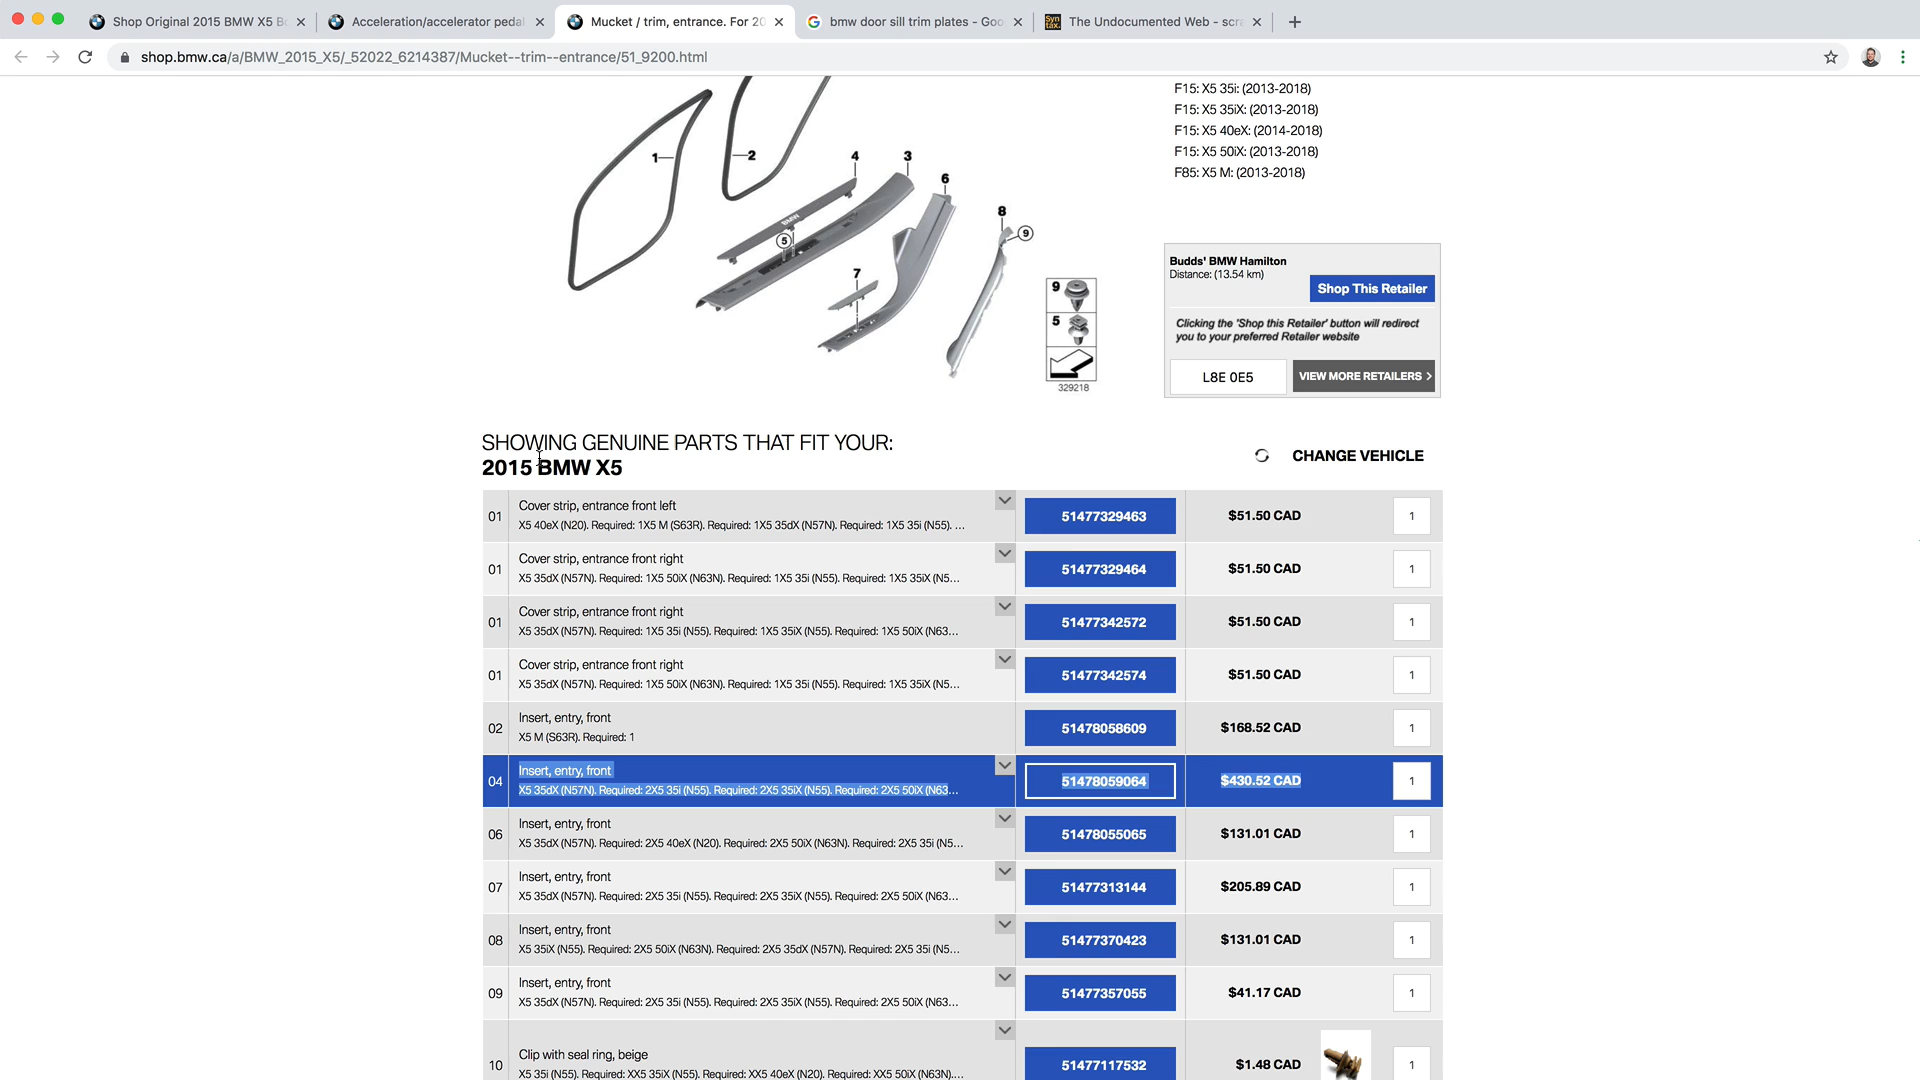 Shop Original 2015 BMW X5 B
Acceleration/accelerator pedal
Mucket / trim, entrance. For 20
bmw door sill trim plates - Goo
Syn
tax.
The Undocumented Web - scra
shop.bmw.ca/a/BMW_2015_X5/_52022_6214387/Mucket--trim--entrance/51_9200.html
F15: X5 35i: (2013-2018)
F15: X5 35iX: (2013-2018)
F15: X5 40eX: (2014-2018)
F15: X5 50iX: (2013-2018)
F85: X5 M: (2013-2018)
1
2
4
3
6
BMW
5
8
9
7
9
5
329218
Budds' BMW Hamilton
Distance: (13.54 km)
Shop This Retailer
Clicking the 'Shop this Retailer' button will redirect
you to your preferred Retailer website
L8E 0E5
VIEW MORE RETAILERS >
SHOWING GENUINE PARTS THAT FIT YOUR:
2015 BMW X5
CHANGE VEHICLE
01
Cover strip, entrance front left
X5 40eX (N20). Required: 1X5 M (S63R). Required: 1X5 35dX (N57N). Required: 1X5 35i (N55). ...
51477329463
$51.50 CAD
1
01
Cover strip, entrance front right
X5 35dX (N57N). Required: 1X5 50iX (N63N). Required: 1X5 35i (N55). Required: 1X5 35iX (N5...
51477329464
$51.50 CAD
1
01
Cover strip, entrance front right
X5 35dX (N57N). Required: 1X5 35i (N55). Required: 1X5 35iX (N55). Required: 1X5 50iX (N63...
51477342572
$51.50 CAD
1
01
Cover strip, entrance front right
X5 35dX (N57N). Required: 1X5 50iX (N63N). Required: 1X5 35i (N55). Required: 1X5 35iX (N5...
51477342574
$51.50 CAD
1
02
Insert, entry, front
X5 M (S63R). Required: 1
51478058609
$168.52 CAD
1
04
Insert, entry, front
X5 35dX (N57N). Required: 2X5 35i (N55). Required: 2X5 35iX (N55). Required: 2X5 50iX (N63...
51478059064
$430.52 CAD
1
06
Insert, entry, front
X5 35dX (N57N). Required: 2X5 40eX (N20). Required: 2X5 50iX (N63N). Required: 2X5 35i (N5...
51478055065
$131.01 CAD
1
07
Insert, entry, front
X5 35dX (N57N). Required: 2X5 35i (N55). Required: 2X5 35iX (N55). Required: 2X5 50iX (N63...
51477313144
$205.89 CAD
1
08
Insert, entry, front
X5 35iX (N55). Required: 2X5 50iX (N63N). Required: 2X5 35dX (N57N). Required: 2X5 35i (N5...
51477370423
$131.01 CAD
1
09
Insert, entry, front
X5 35dX (N57N). Required: 2X5 35i (N55). Required: 2X5 35iX (N55). Required: 2X5 50iX (N63...
51477357055
$41.17 CAD
1
10
Clip with seal ring, beige
X5 35i (N55). Required: XX5 35iX (N55). Required: XX5 40eX (N20). Required: XX5 50iX (N63N)....
51477117532
$1.48 CAD
1